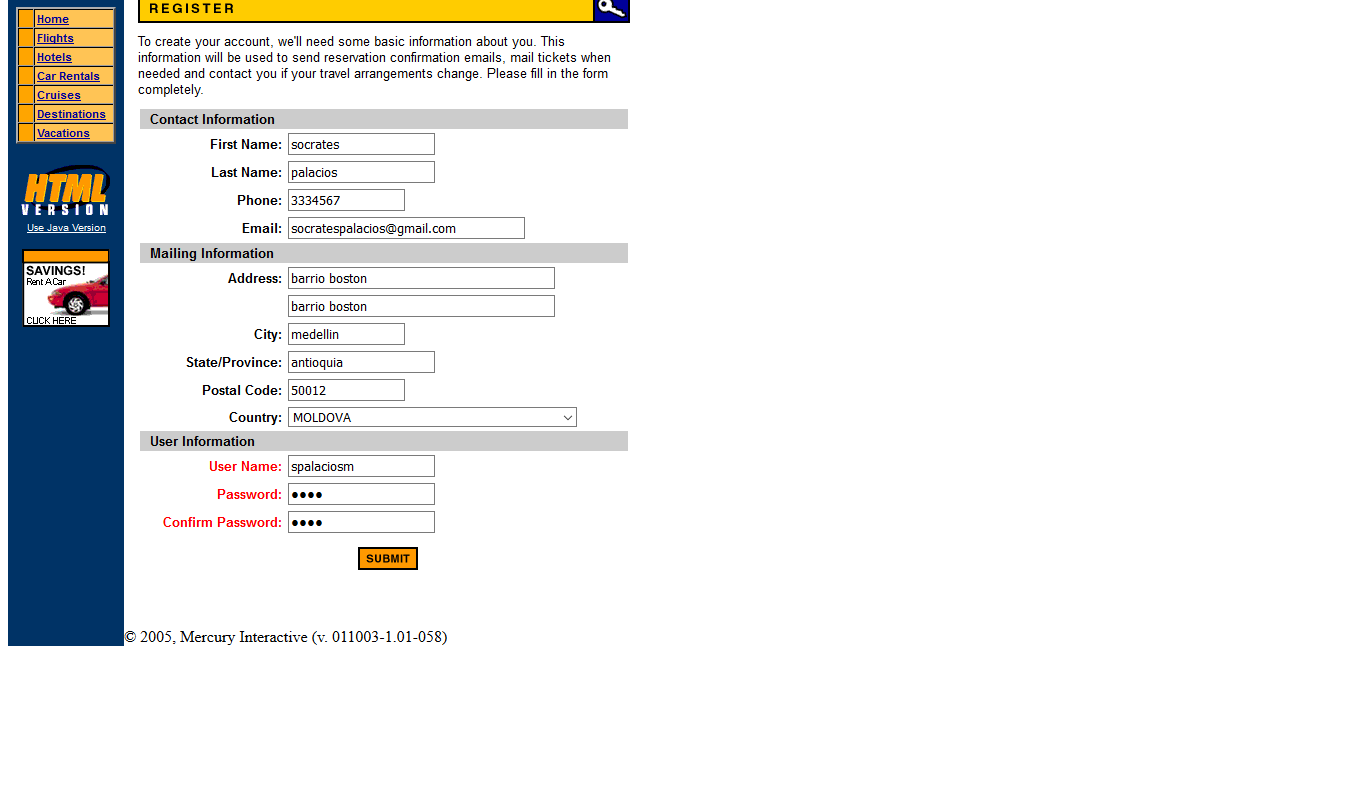 Home
Flights
Hotels
Car Rentals
Cruises
Destinations
Vacations
HTML
VERSION
Use Java Version
SAVINGS!
Rent A Car
CLICK HERE
REGISTER
To create your account, we'll need some basic information about you. This
information will be used to send reservation confirmation emails, mail tickets when
needed and contact you if your travel arrangements change. Please fill in the form
completely.
Contact Information
First Name: socrates
Last Name: palacios
Phone: 3334567
Email: socratespalacios@gmail.com
Mailing Information
Address: barrio boston
barrio boston
City: medellin
State/Province: antioquia
Postal Code: 50012
Country: MOLDOVA
User Information
User Name: spalaciosm
Password: ●●●●
Confirm Password: ●●●●
SUBMIT
© 2005, Mercury Interactive (v. 011003-1.01-058)